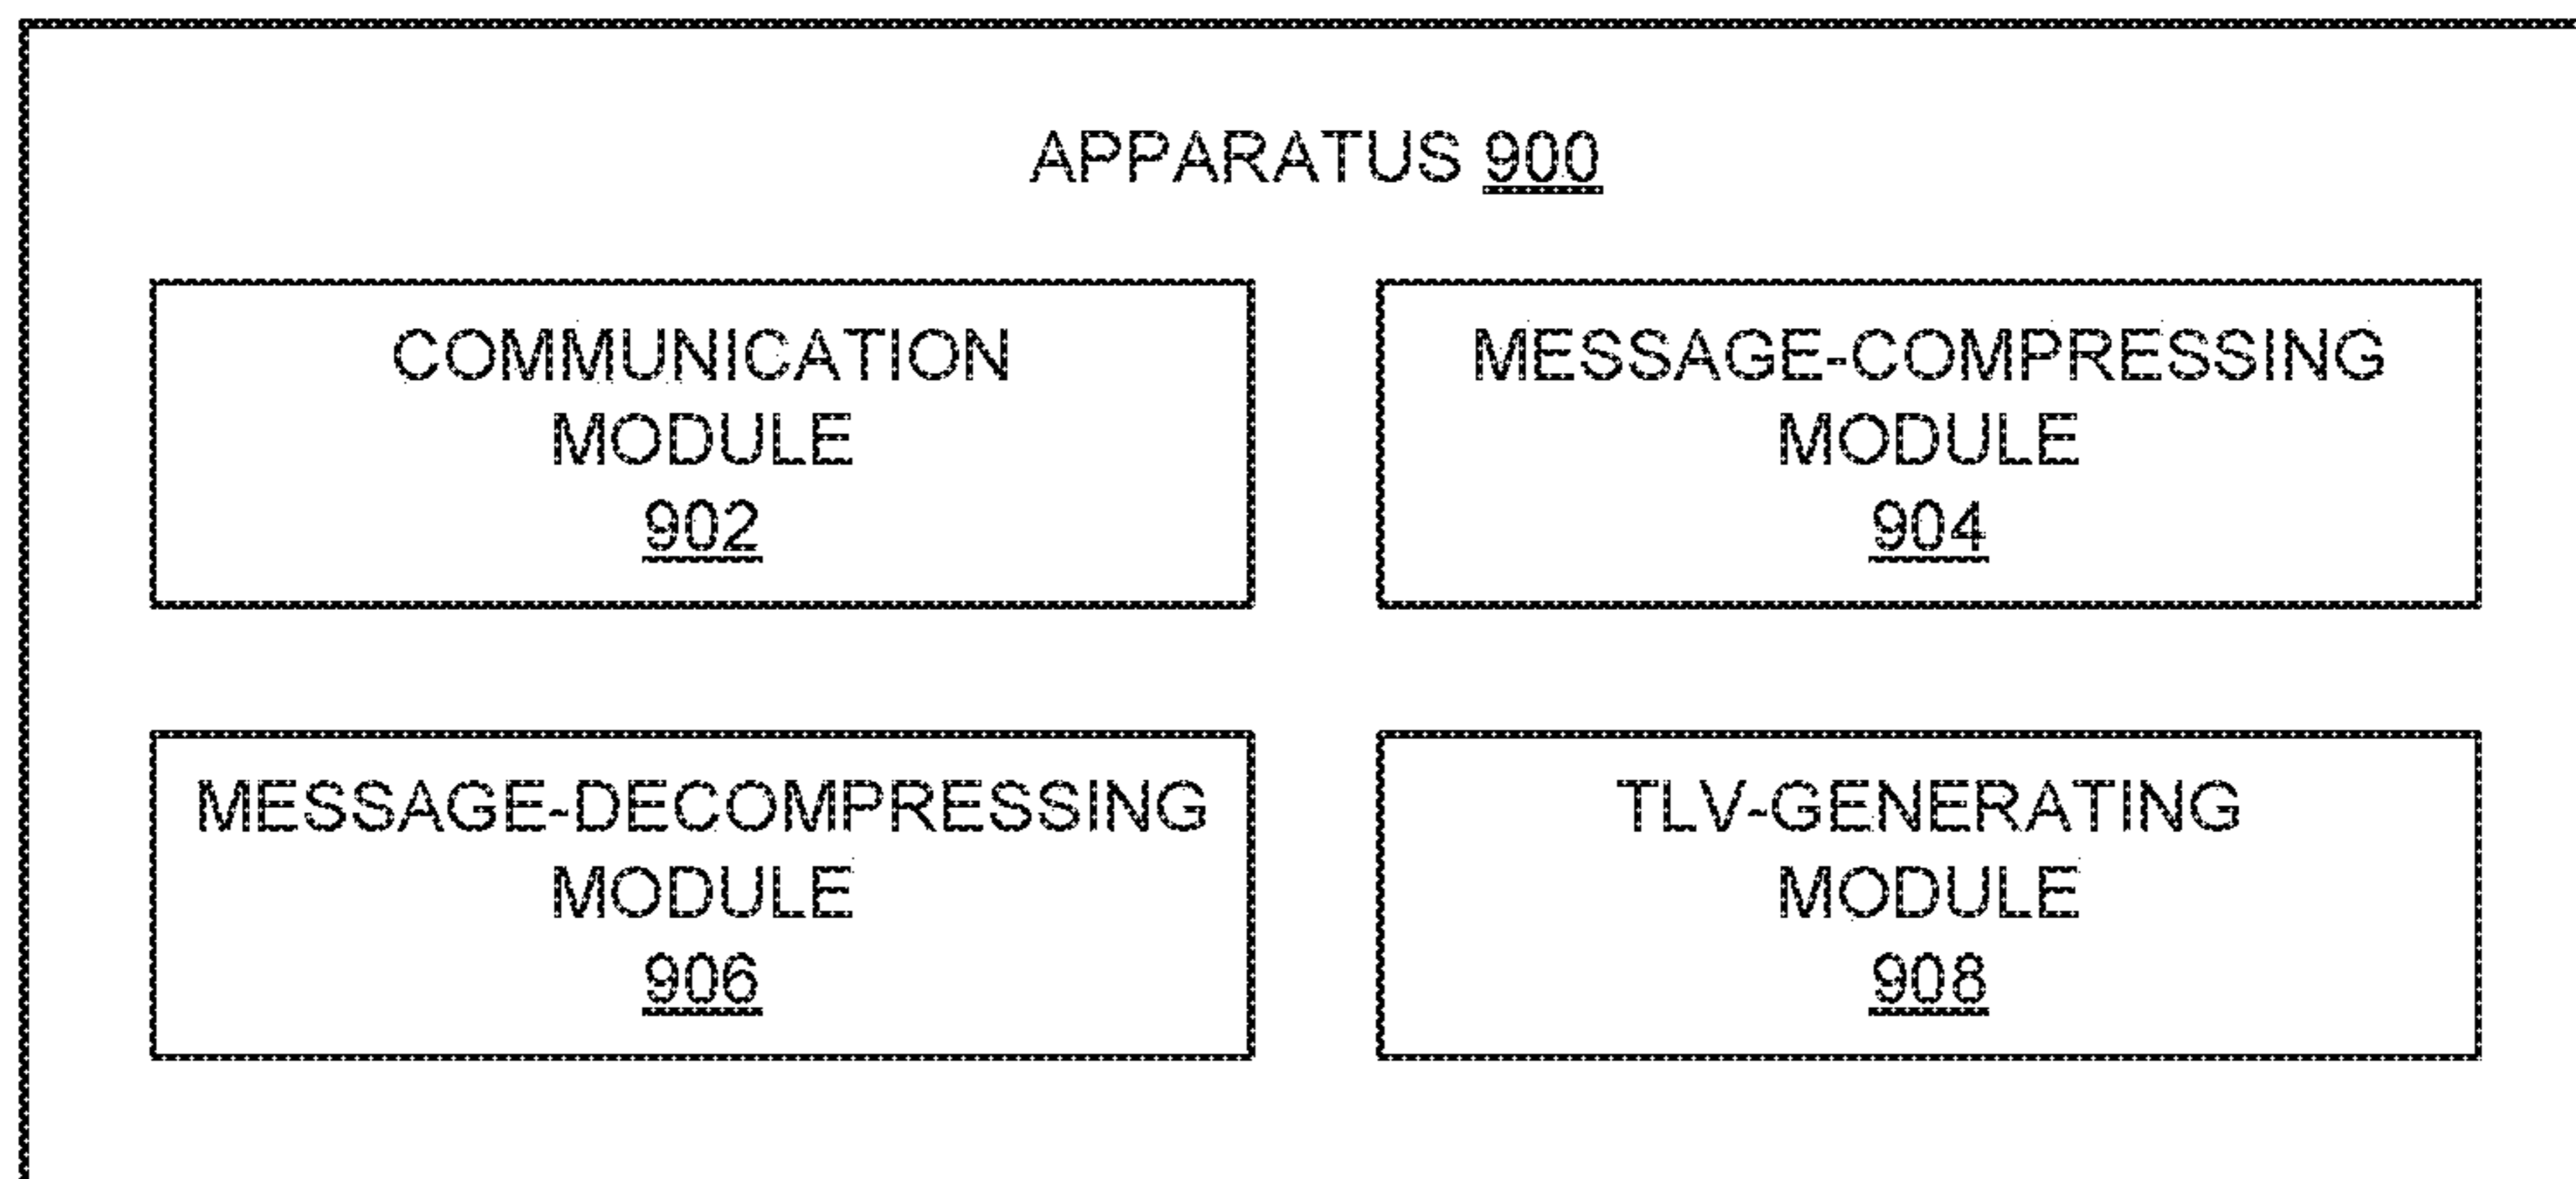 APPARATUS 900
COMMUNICATION
MODULE
902
MESSAGE-COMPRESSING
MODULE
904
MESSAGE-DECOMPRESSING
MODULE
906
TLV-GENERATING
MODULE
908